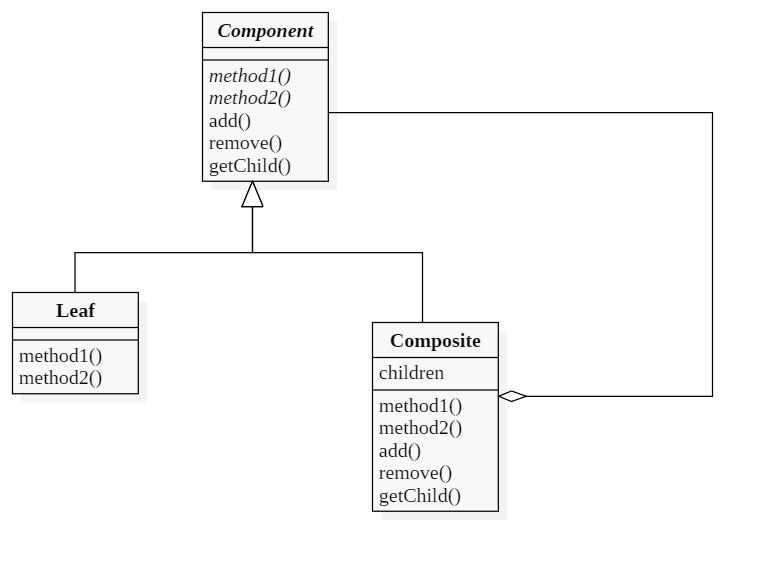 Component
method1()
method2()
add()
remove()
getChild()
Leaf
method1()
method2()
Composite
children
method1()
method2()
add()
remove()
getChild()